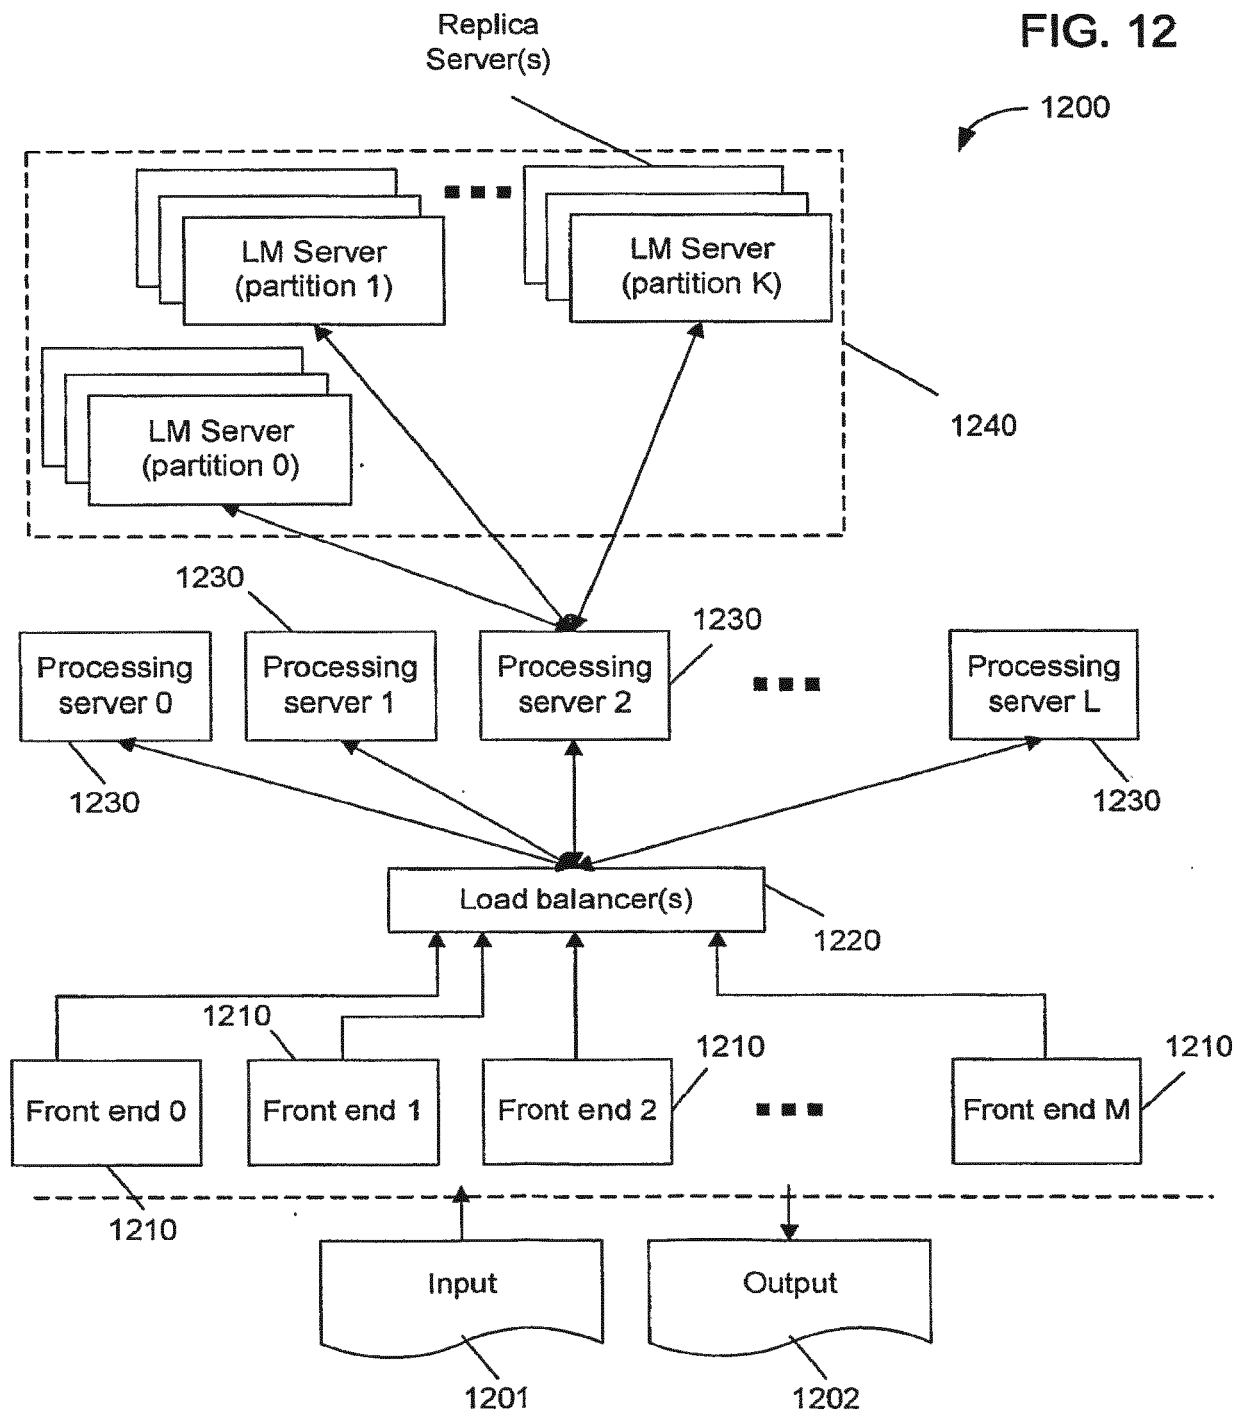 Replica
Server(s)
FIG. 12
1200
LM Server
(partition 1)
LM Server
(partition K)
LM Server
(partition 0)
1240
1230
1230
Processing
server 0
Processing
server 1
Processing
server 2
Processing
server L
1230
1230
Load balancer(s)
1220
1210
1210
1210
Front end 0
Front end 1
Front end 2
Front end M
1210
Input
Output
1201
1202